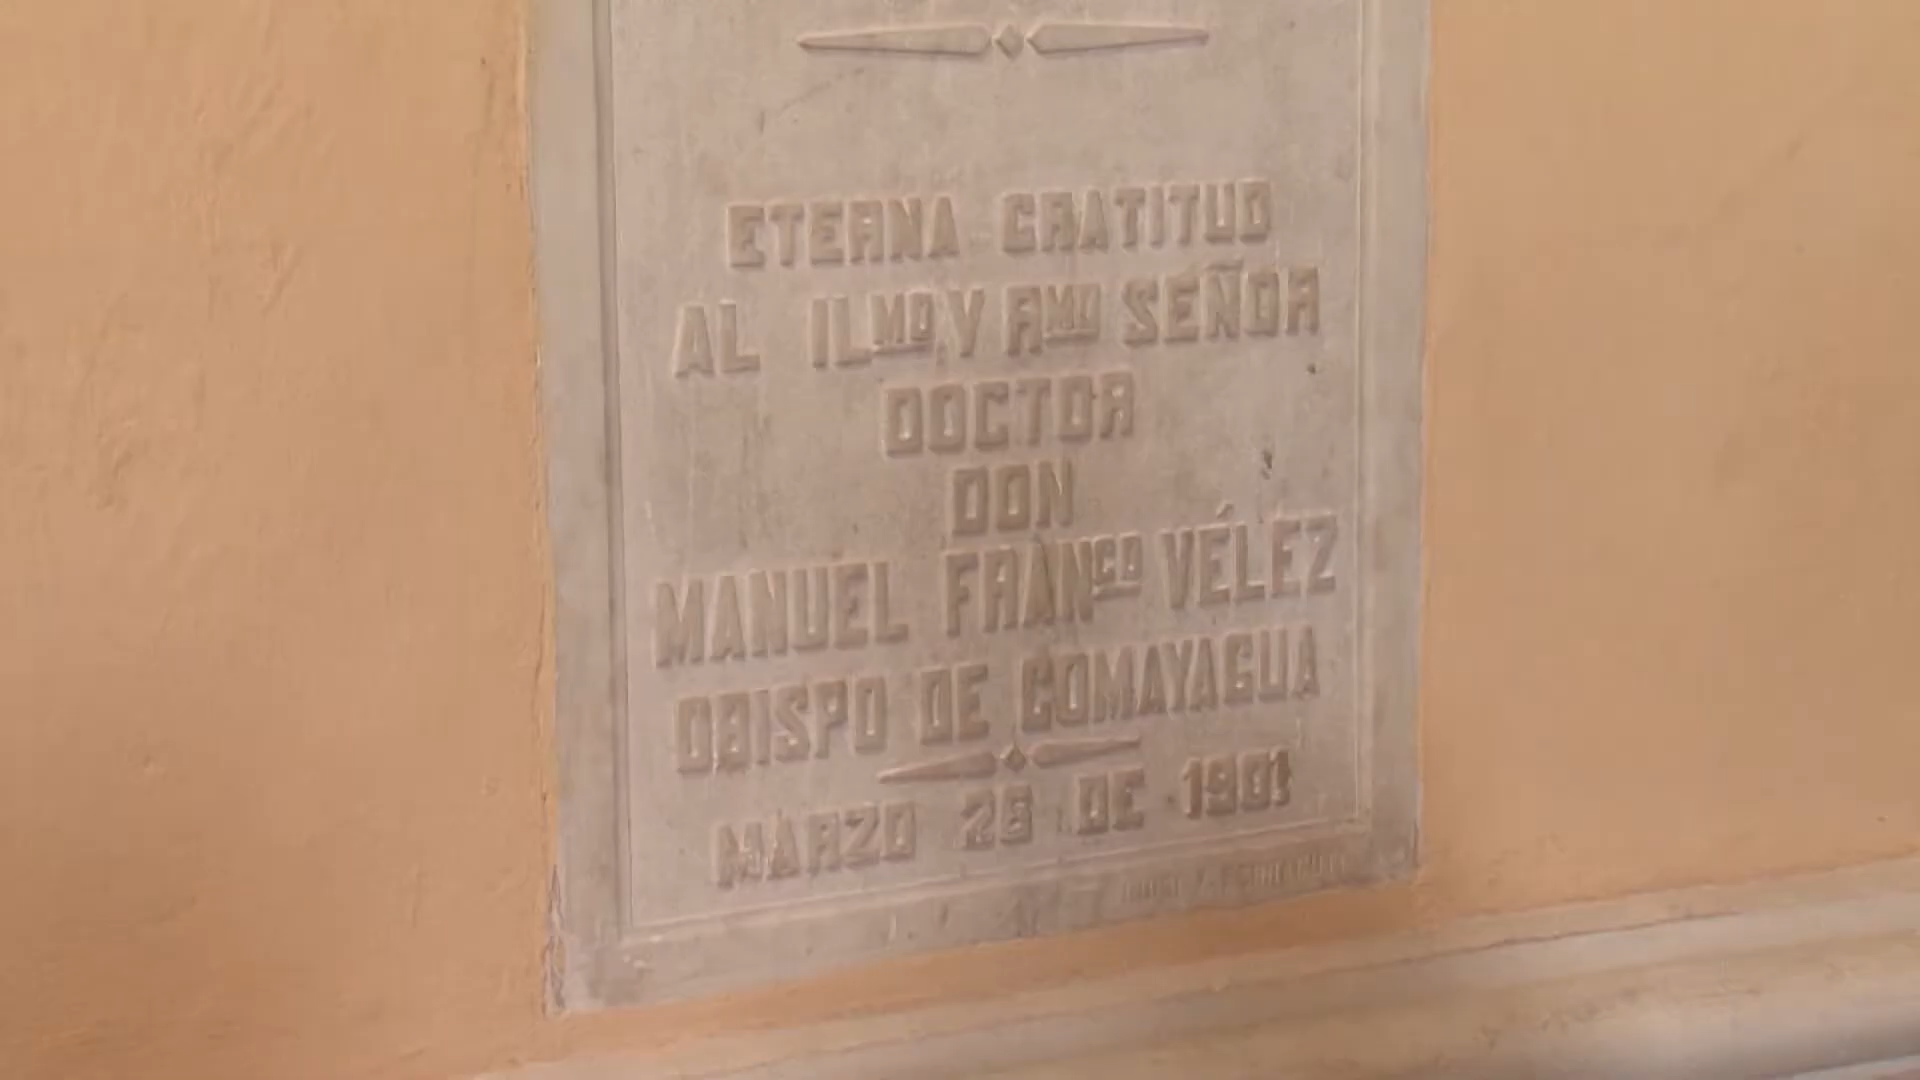 ETERNA GRATITUD
AL ILMO, Y RMO SEÑOR
DOCTOR
DON
MANUEL FRANCO VÉLEZ
OBISPO DE COMAYAGUA
MARZO 26 DE 1901